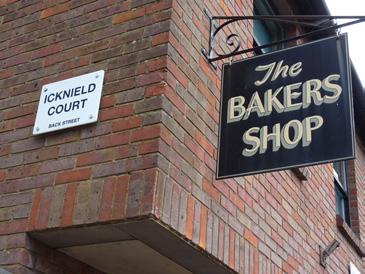 ICKNIELD
COURT
BACK STREET
The
BAKERS
SHOP